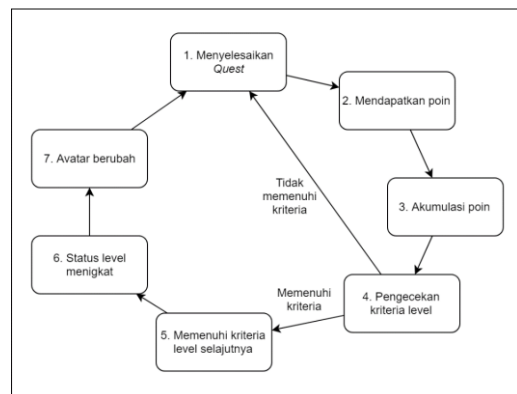 1. Menyelesaikan
Quest
2. Mendapatkan poin
3. Akumulasi poin
4. Pengecekan
kriteria level
Tidak
memenuhi
kriteria
Memenuhi
kriteria
5. Memenuhi kriteria
level selajutnya
6. Status level
menigkat
7. Avatar berubah